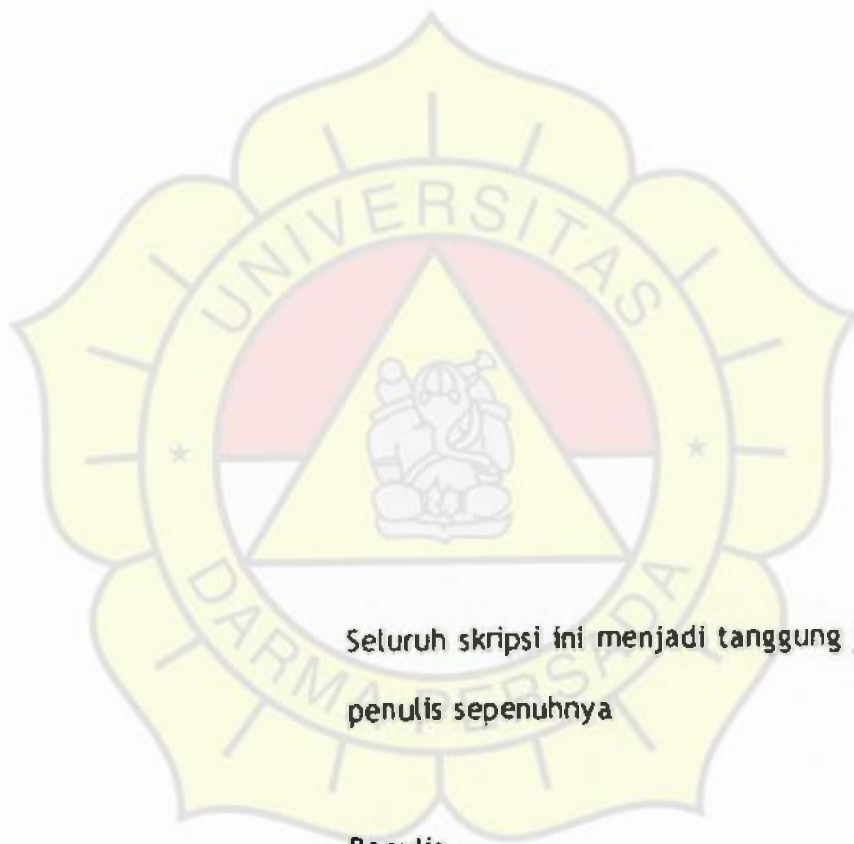 UNIVERSITAS
DARMA PERSADA
Seluruh skripsi ini menjadi tanggung
penulis sepenuhnya